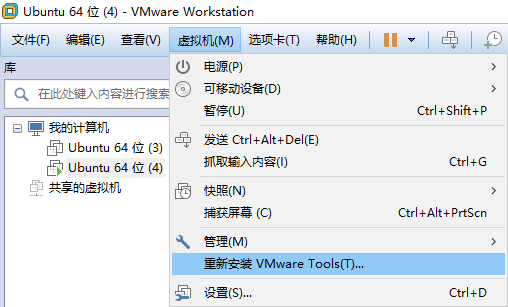 Ubuntu 64 位 (4) - VMware Workstation
文件(F) 编辑(E) 查看(V) 虚拟机(M) 选项卡(T) 帮助(H)
库
在此处键入内容进行搜索
我的计算机
Ubuntu 64 位 (3)
Ubuntu 64 位 (4)
共享的虚拟机
电源(P)
可移动设备(D)
暂停(U) Ctrl+Shift+P
发送 Ctrl+Alt+Del(E)
抓取输入内容(I) Ctrl+G
快照(N)
捕获屏幕 (C) Ctrl+Alt+PrtScn
管理(M)
重新安装 VMware Tools(T)...
设置(S)... Ctrl+D